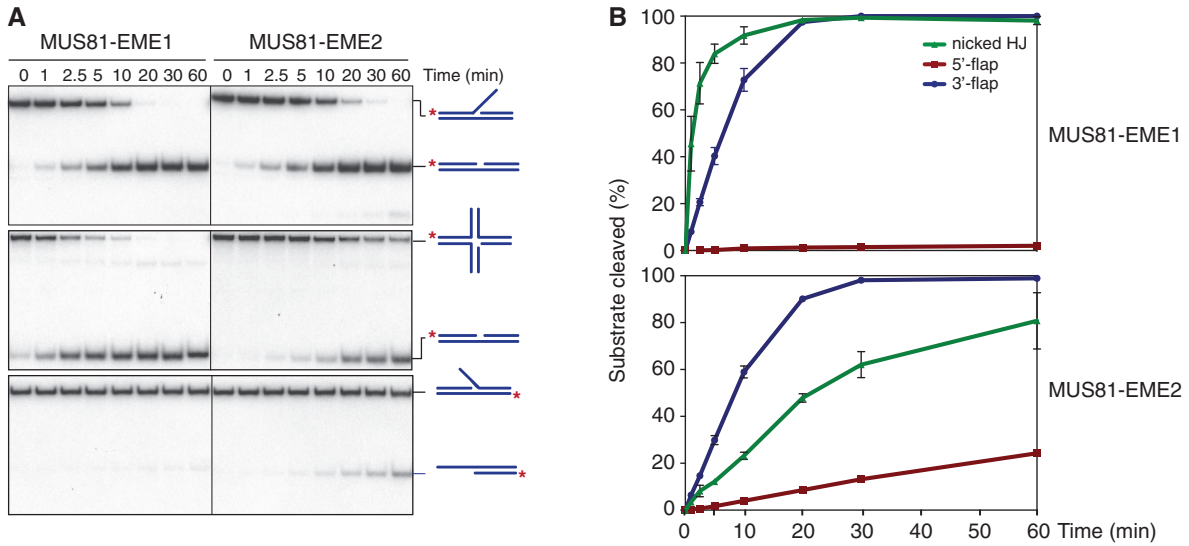 A
MUS81-EME1 MUS81-EME2
0 1 2.5 5 10 20 30 60 0 1 2.5 5 10 20 30 60 Time (min)
*
*
*
*
*
*
B
Substrate cleaved (%)
100
80
60
40
20
0
nicked HJ
5'-flap
3'-flap
MUS81-EME1
100
80
60
40
20
0
MUS81-EME2
0 10 20 30 40 50 60 Time (min)